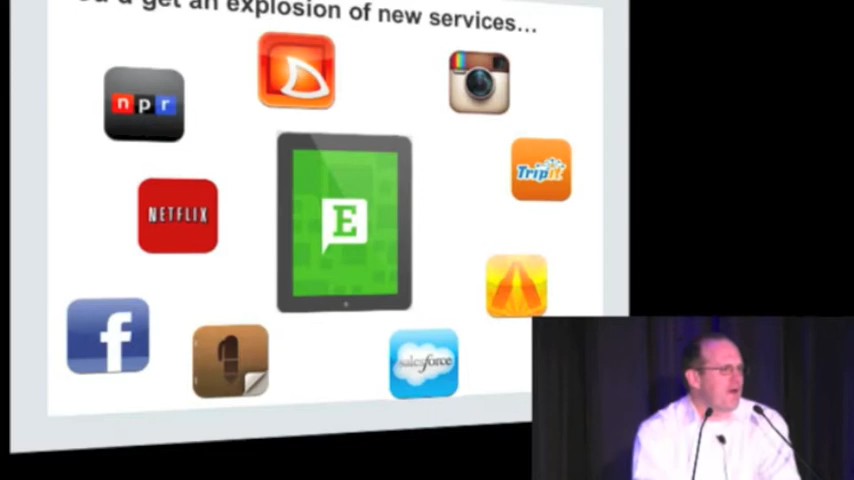 get an explosion of new services...
npr
TripIt
NETFLIX
E
f
salesforce